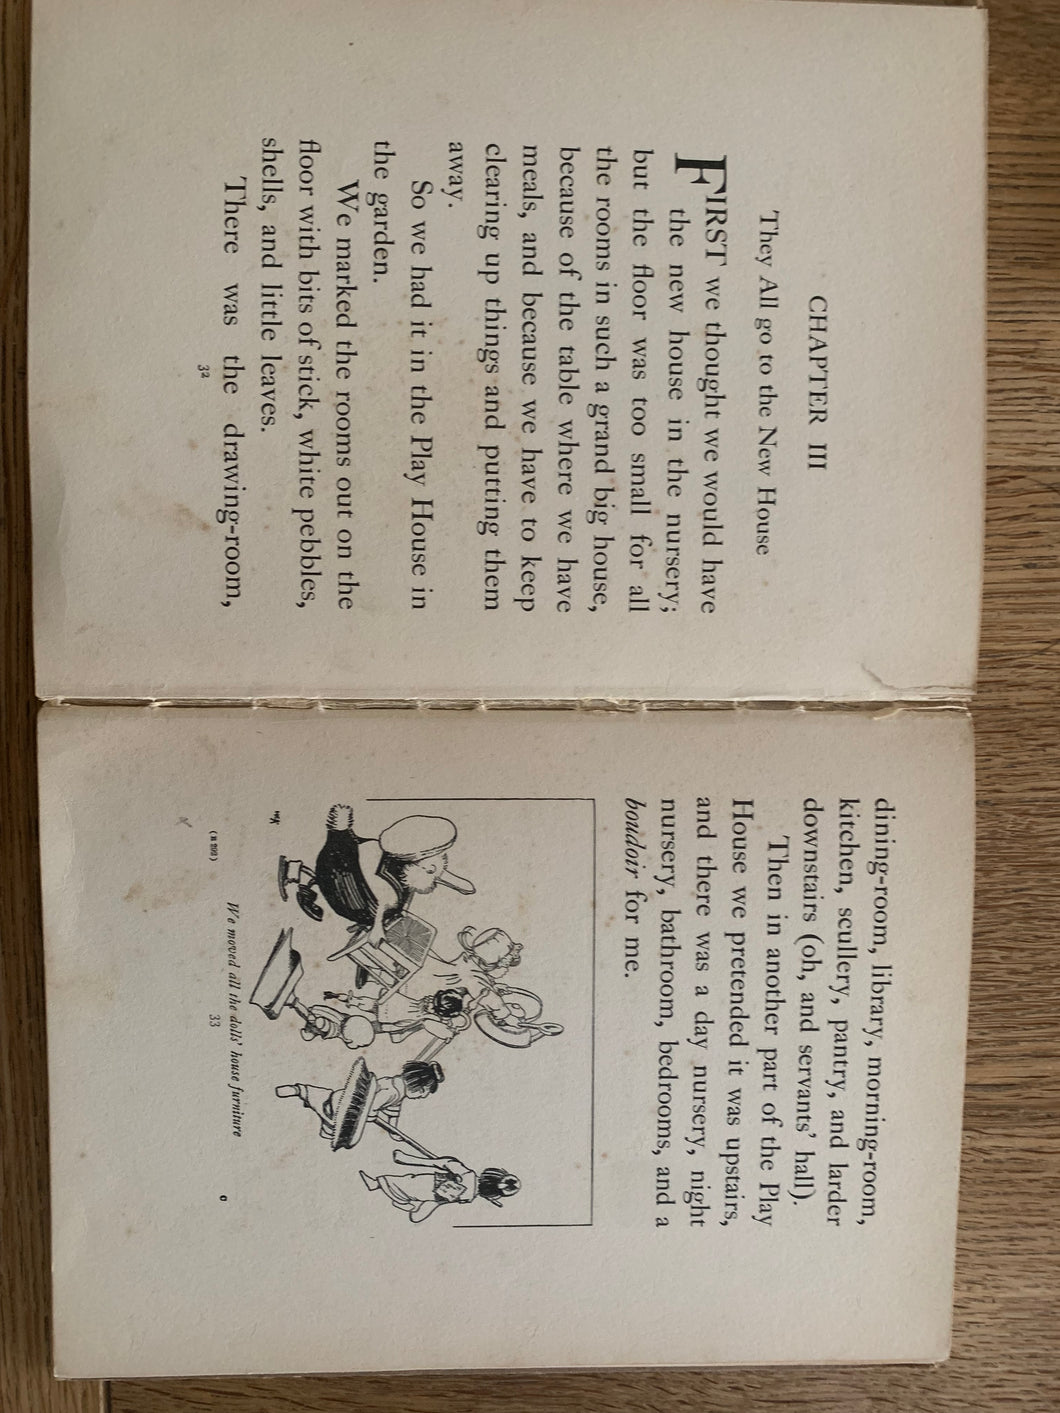 CHAPTER III
They All go to the New House
FIRST we thought we would have
the new house in the nursery;
but the floor was too small for all
the rooms in such a grand big house,
because of the table where we have
meals, and because we have to keep
clearing up things and putting them
away.
So we had it in the Play House in
the garden.
We marked the rooms out on the
floor with bits of stick, white pebbles,
shells, and little leaves.
There was the drawing-room,
32
dining-room, library, morning-room,
kitchen, scullery, pantry, and larder
downstairs (oh, and servants' hall).
Then in another part of the Play
House we pretended it was upstairs,
and there was a day nursery, night
nursery, bathroom, bedrooms, and a
boudoir for me.
We moved all the dolls' house furniture
33
C